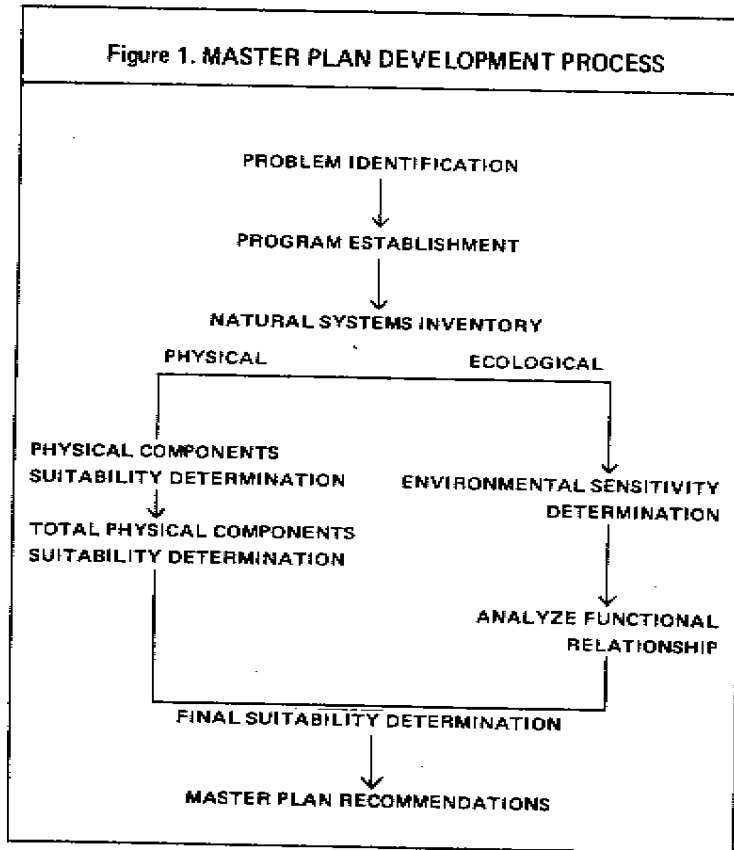 Figure 1. MASTER PLAN DEVELOPMENT PROCESS
PROBLEM IDENTIFICATION
PROGRAM ESTABLISHMENT
NATURAL SYSTEMS INVENTORY
PHYSICAL
ECOLOGICAL
PHYSICAL COMPONENTS
SUITABILITY DETERMINATION
TOTAL PHYSICAL COMPONENTS
SUITABILITY DETERMINATION
ENVIRONMENTAL SENSITIVITY
DETERMINATION
ANALYZE FUNCTIONAL
RELATIONSHIP
FINAL SUITABILITY DETERMINATION
MASTER PLAN RECOMMENDATIONS